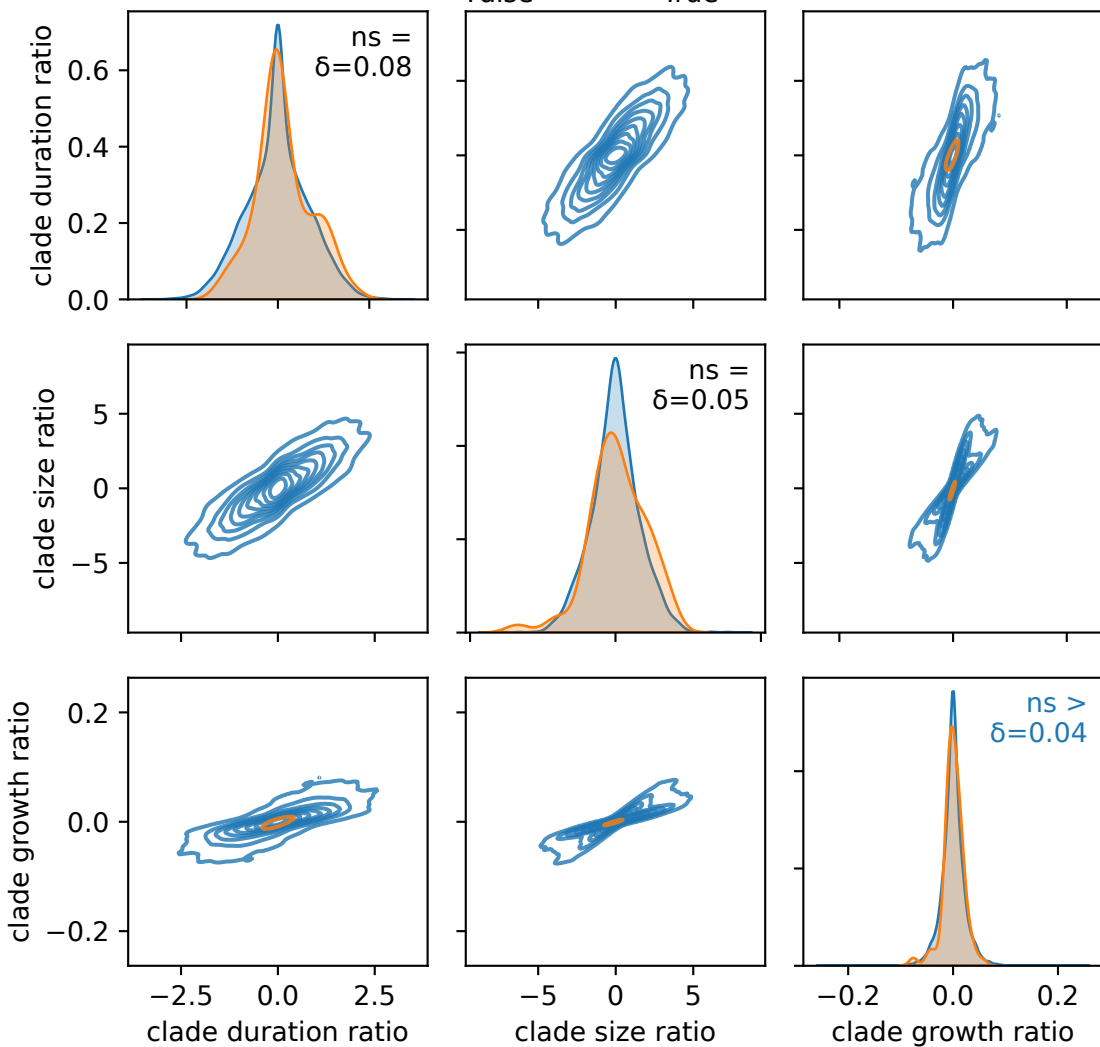 False True
clade duration ratio
0.6
0.4
0.2
0.0
ns =
δ=0.08
clade size ratio
5
0
−5
ns =
δ=0.05
clade growth ratio
0.2
0.0
−0.2
ns >
δ=0.04
−2.5 0.0 2.5
clade duration ratio
−5 0 5
clade size ratio
−0.2 0.0 0.2
clade growth ratio